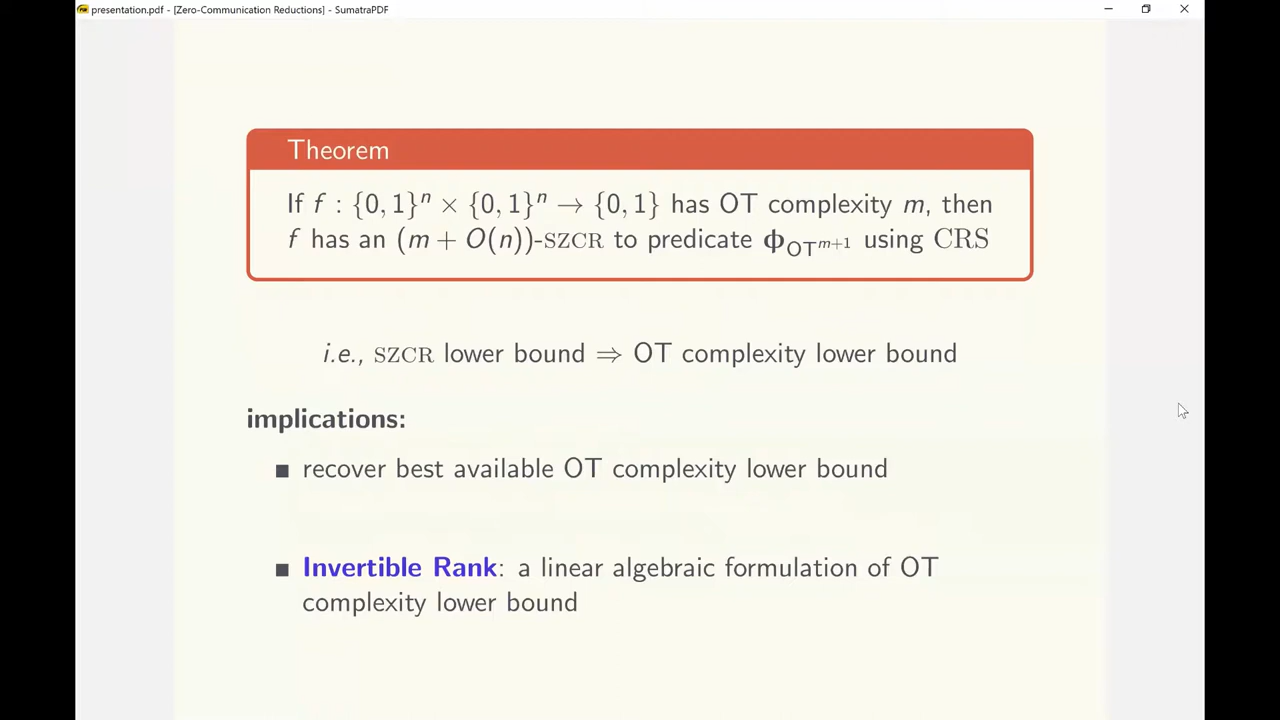 presentation.pdf - [Zero-Communication Reductions] - SumatraPDF
Theorem
If f : {0, 1}ⁿ × {0, 1}ⁿ → {0, 1} has OT complexity m, then
f has an (m + O(n))-SZCR to predicate ϕ_{OT^{m+1}} using CRS
i.e., SZCR lower bound ⇒ OT complexity lower bound
implications:
■ recover best available OT complexity lower bound
■ Invertible Rank: a linear algebraic formulation of OT
complexity lower bound